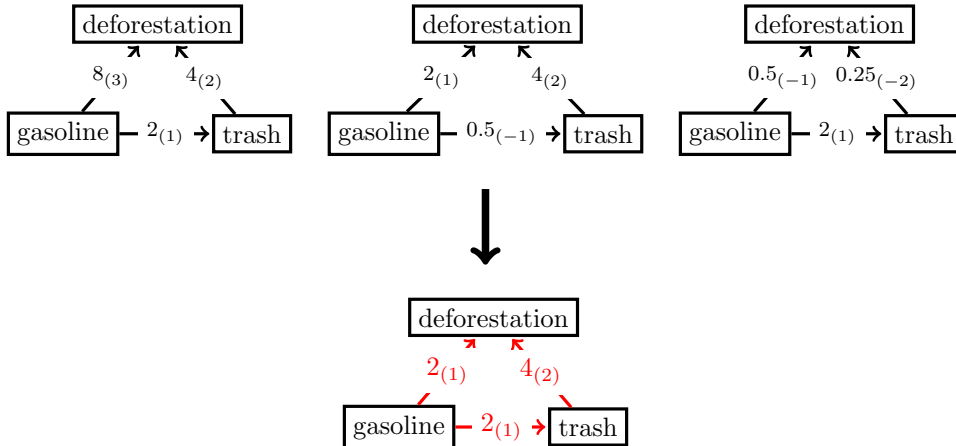 deforestation deforestation deforestation
8(3) 4(2) 2(1) 4(2) 0.5(−1) 0.25(−2)
gasoline 2(1) trash gasoline 0.5(−1) trash gasoline 2(1) trash
deforestation
2(1) 4(2)
gasoline 2(1) trash